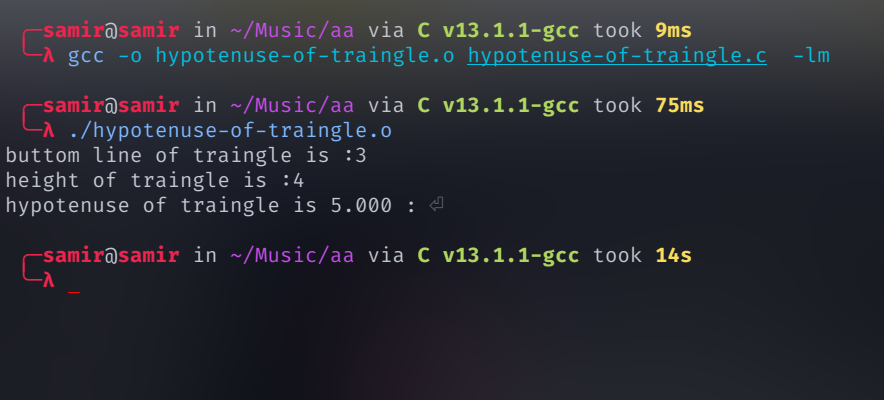 samir@samir in ~/Music/aa via C v13.1.1-gcc took 9ms
λ gcc -o hypotenuse-of-traingle.o hypotenuse-of-traingle.c  -lm
samir@samir in ~/Music/aa via C v13.1.1-gcc took 75ms
λ ./hypotenuse-of-traingle.o
buttom line of traingle is :3
height of traingle is :4
hypotenuse of traingle is 5.000 : ⏎
samir@samir in ~/Music/aa via C v13.1.1-gcc took 14s
λ _